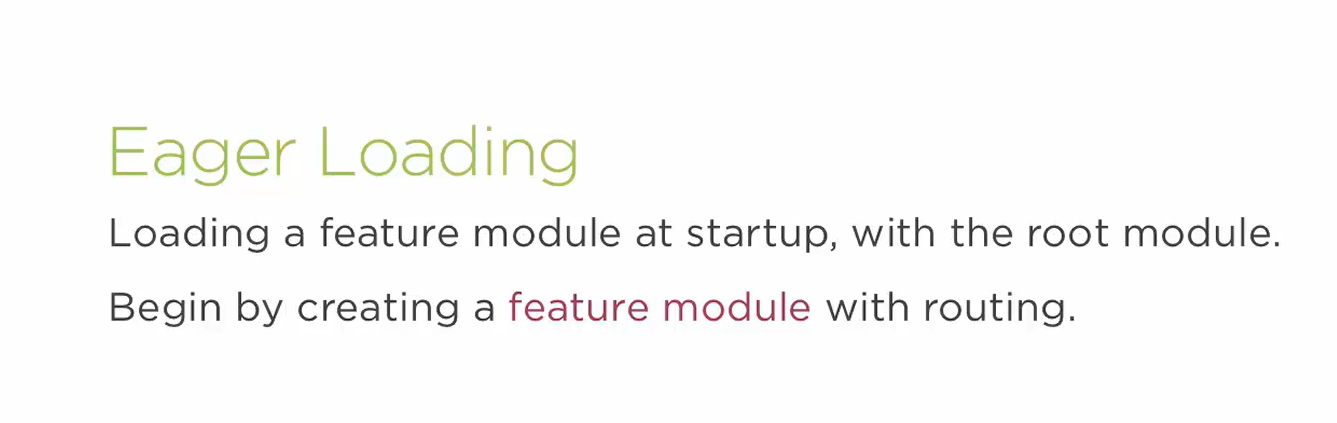 Eager Loading
Loading a feature module at startup, with the root module.
Begin by creating a feature module with routing.